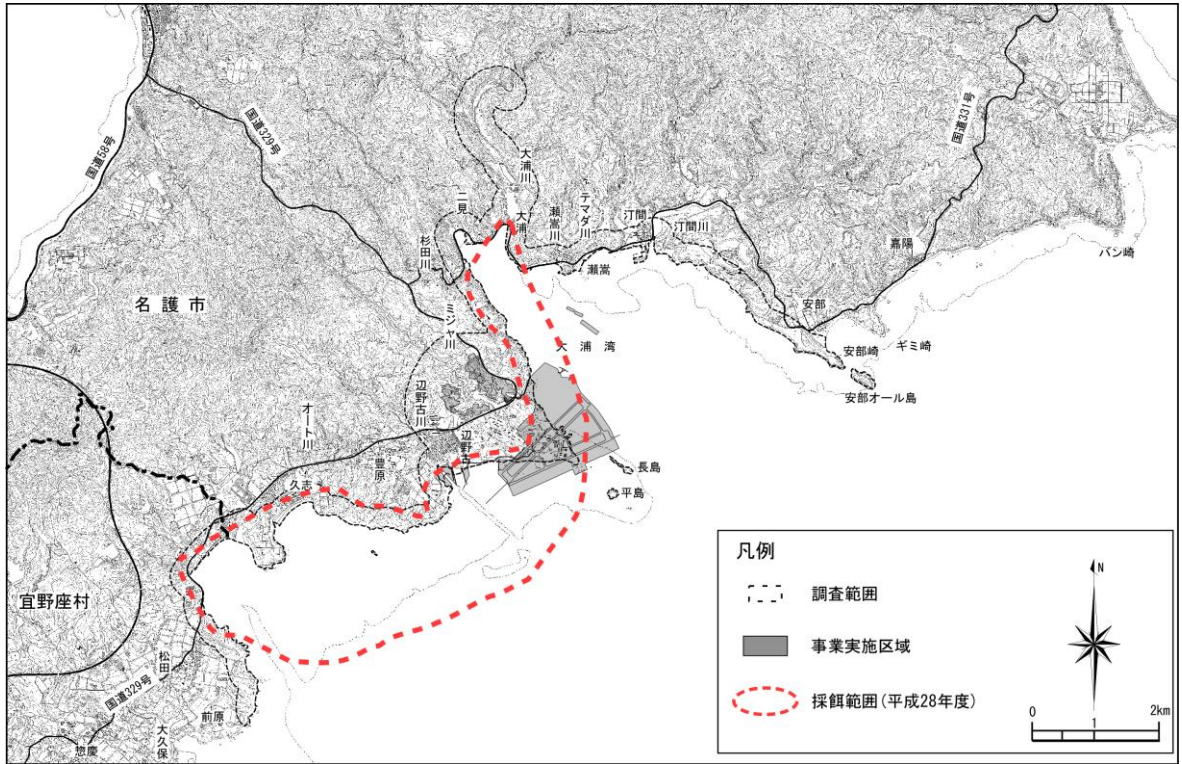 国道58号
国道329号
国道331号
大浦川
二見
大浦
瀬嵩川
テマダ川
汀間
汀間川
杉田川
瀬嵩
嘉陽
バン崎
名護市
ミジャ川
大浦湾
安部
安部崎
ギミ崎
安部オール島
辺野古川
辺野古
オート川
豊原
久志
長島
平島
宜野座村
松田
国道329号
前原
大久保
惣慶
凡例
調査範囲
事業実施区域
採餌範囲(平成28年度)
N
0 1 2km